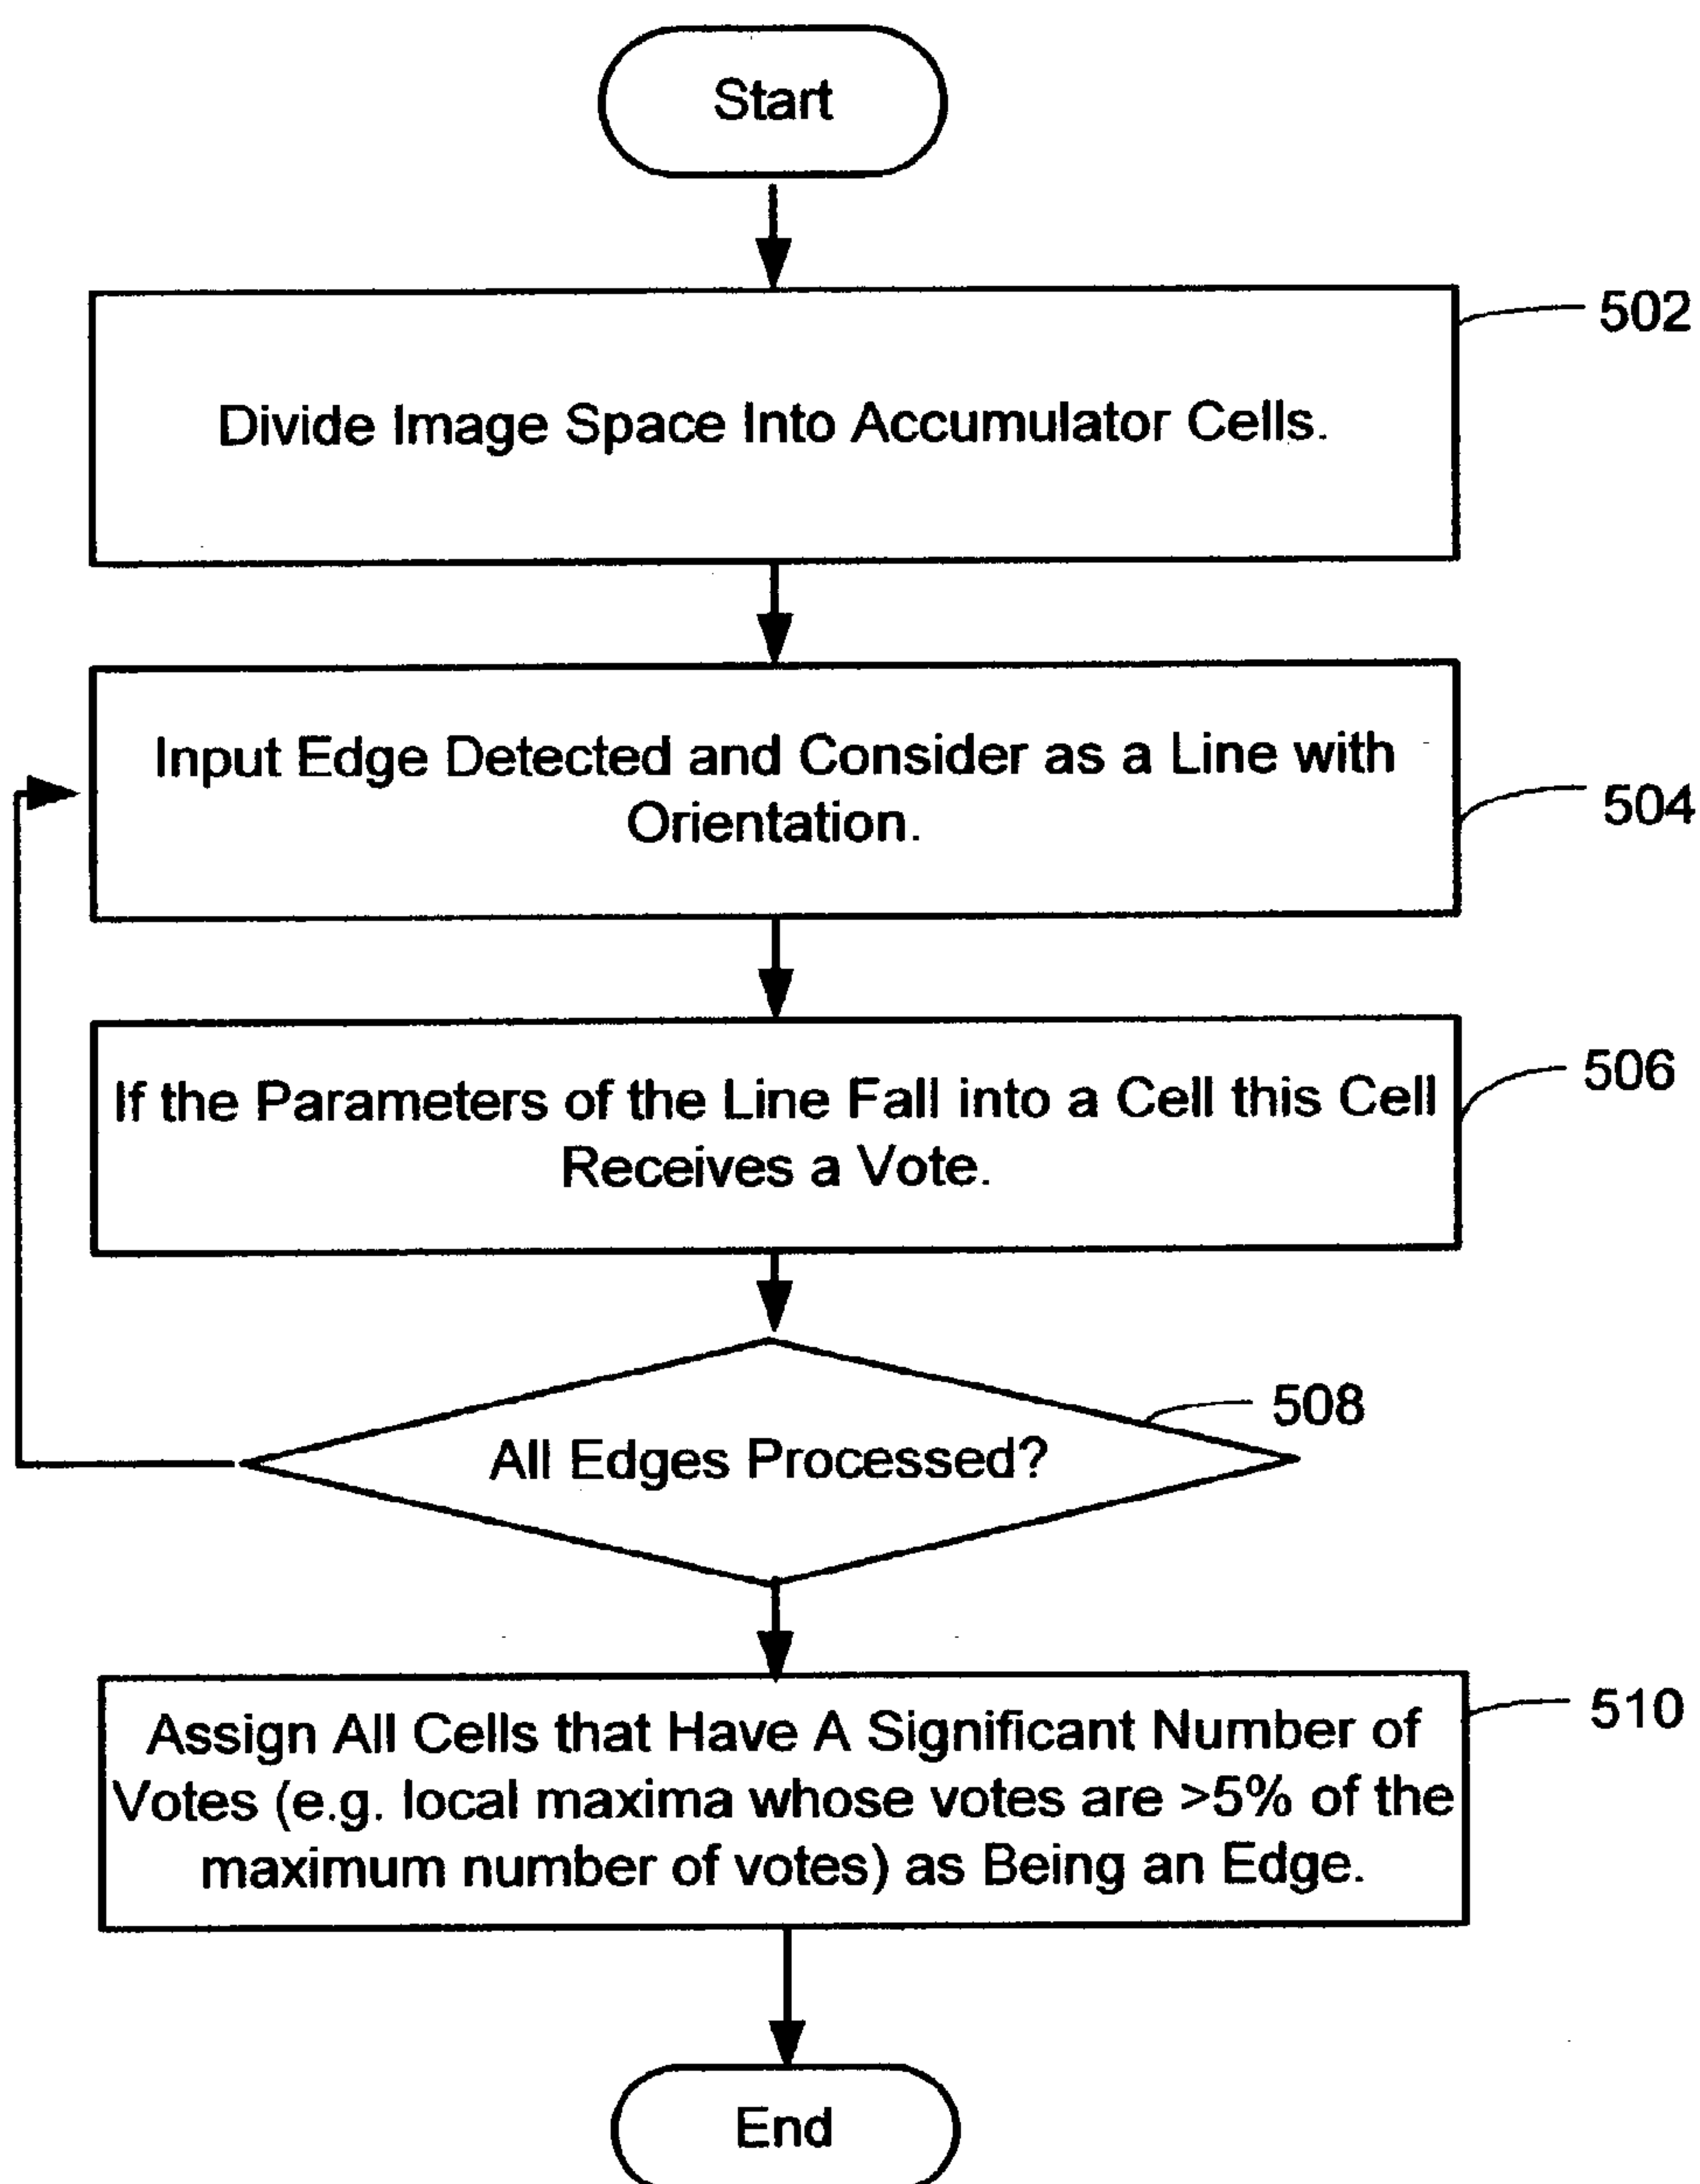 Start
502
Divide Image Space Into Accumulator Cells.
Input Edge Detected and Consider as a Line with
Orientation.
504
If the Parameters of the Line Fall into a Cell this Cell
Receives a Vote.
506
508
All Edges Processed?
Assign All Cells that Have A Significant Number of
Votes (e.g. local maxima whose votes are >5% of the
maximum number of votes) as Being an Edge.
510
End